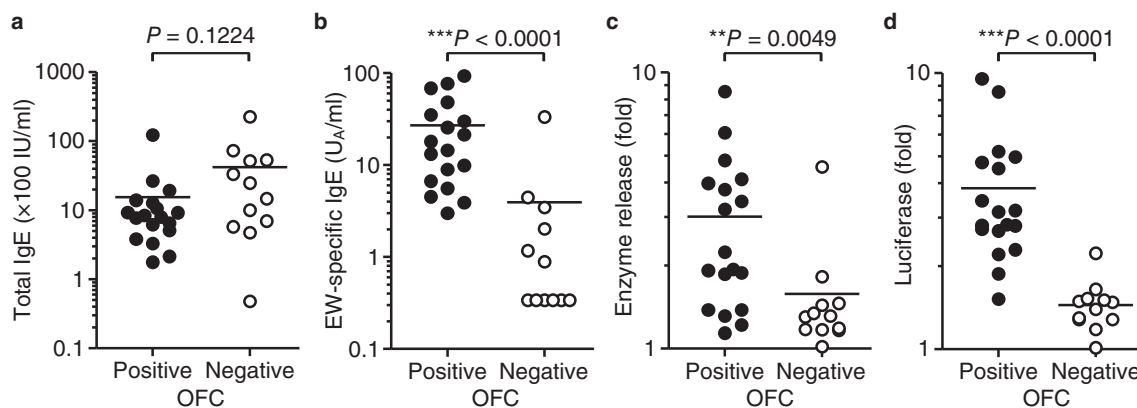 a
P = 0.1224
Total IgE (×100 IU/ml)
1000
100
10
1
0.1
Positive Negative
OFC
b
***P < 0.0001
EW-specific IgE (UA/ml)
100
10
1
0.1
Positive Negative
OFC
c
**P = 0.0049
Enzyme release (fold)
10
1
Positive Negative
OFC
d
***P < 0.0001
Luciferase (fold)
10
1
Positive Negative
OFC